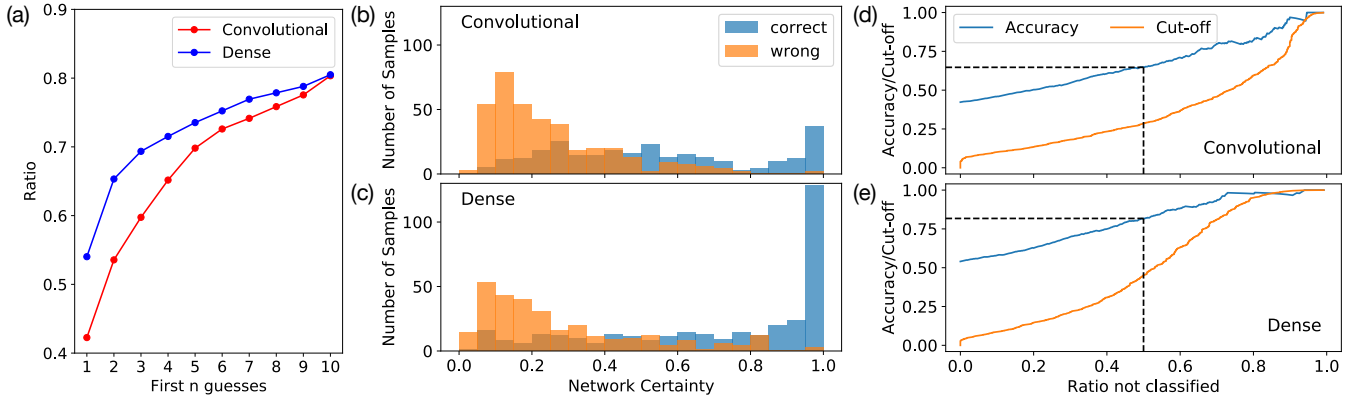 (a)
0.9
0.8
0.7
0.6
0.5
0.4
Ratio
Convolutional
Dense
1 2 3 4 5 6 7 8 9 10
First n guesses
(b)
Convolutional
correct
wrong
100
50
0
Number of Samples
(c)
Dense
100
50
0
Number of Samples
0.0 0.2 0.4 0.6 0.8 1.0
Network Certainty
(d)
Accuracy
Cut-off
1.00
0.75
0.50
0.25
0.00
Accuracy/Cut-off
Convolutional
(e)
1.00
0.75
0.50
0.25
0.00
Accuracy/Cut-off
Dense
0.0 0.2 0.4 0.6 0.8 1.0
Ratio not classified